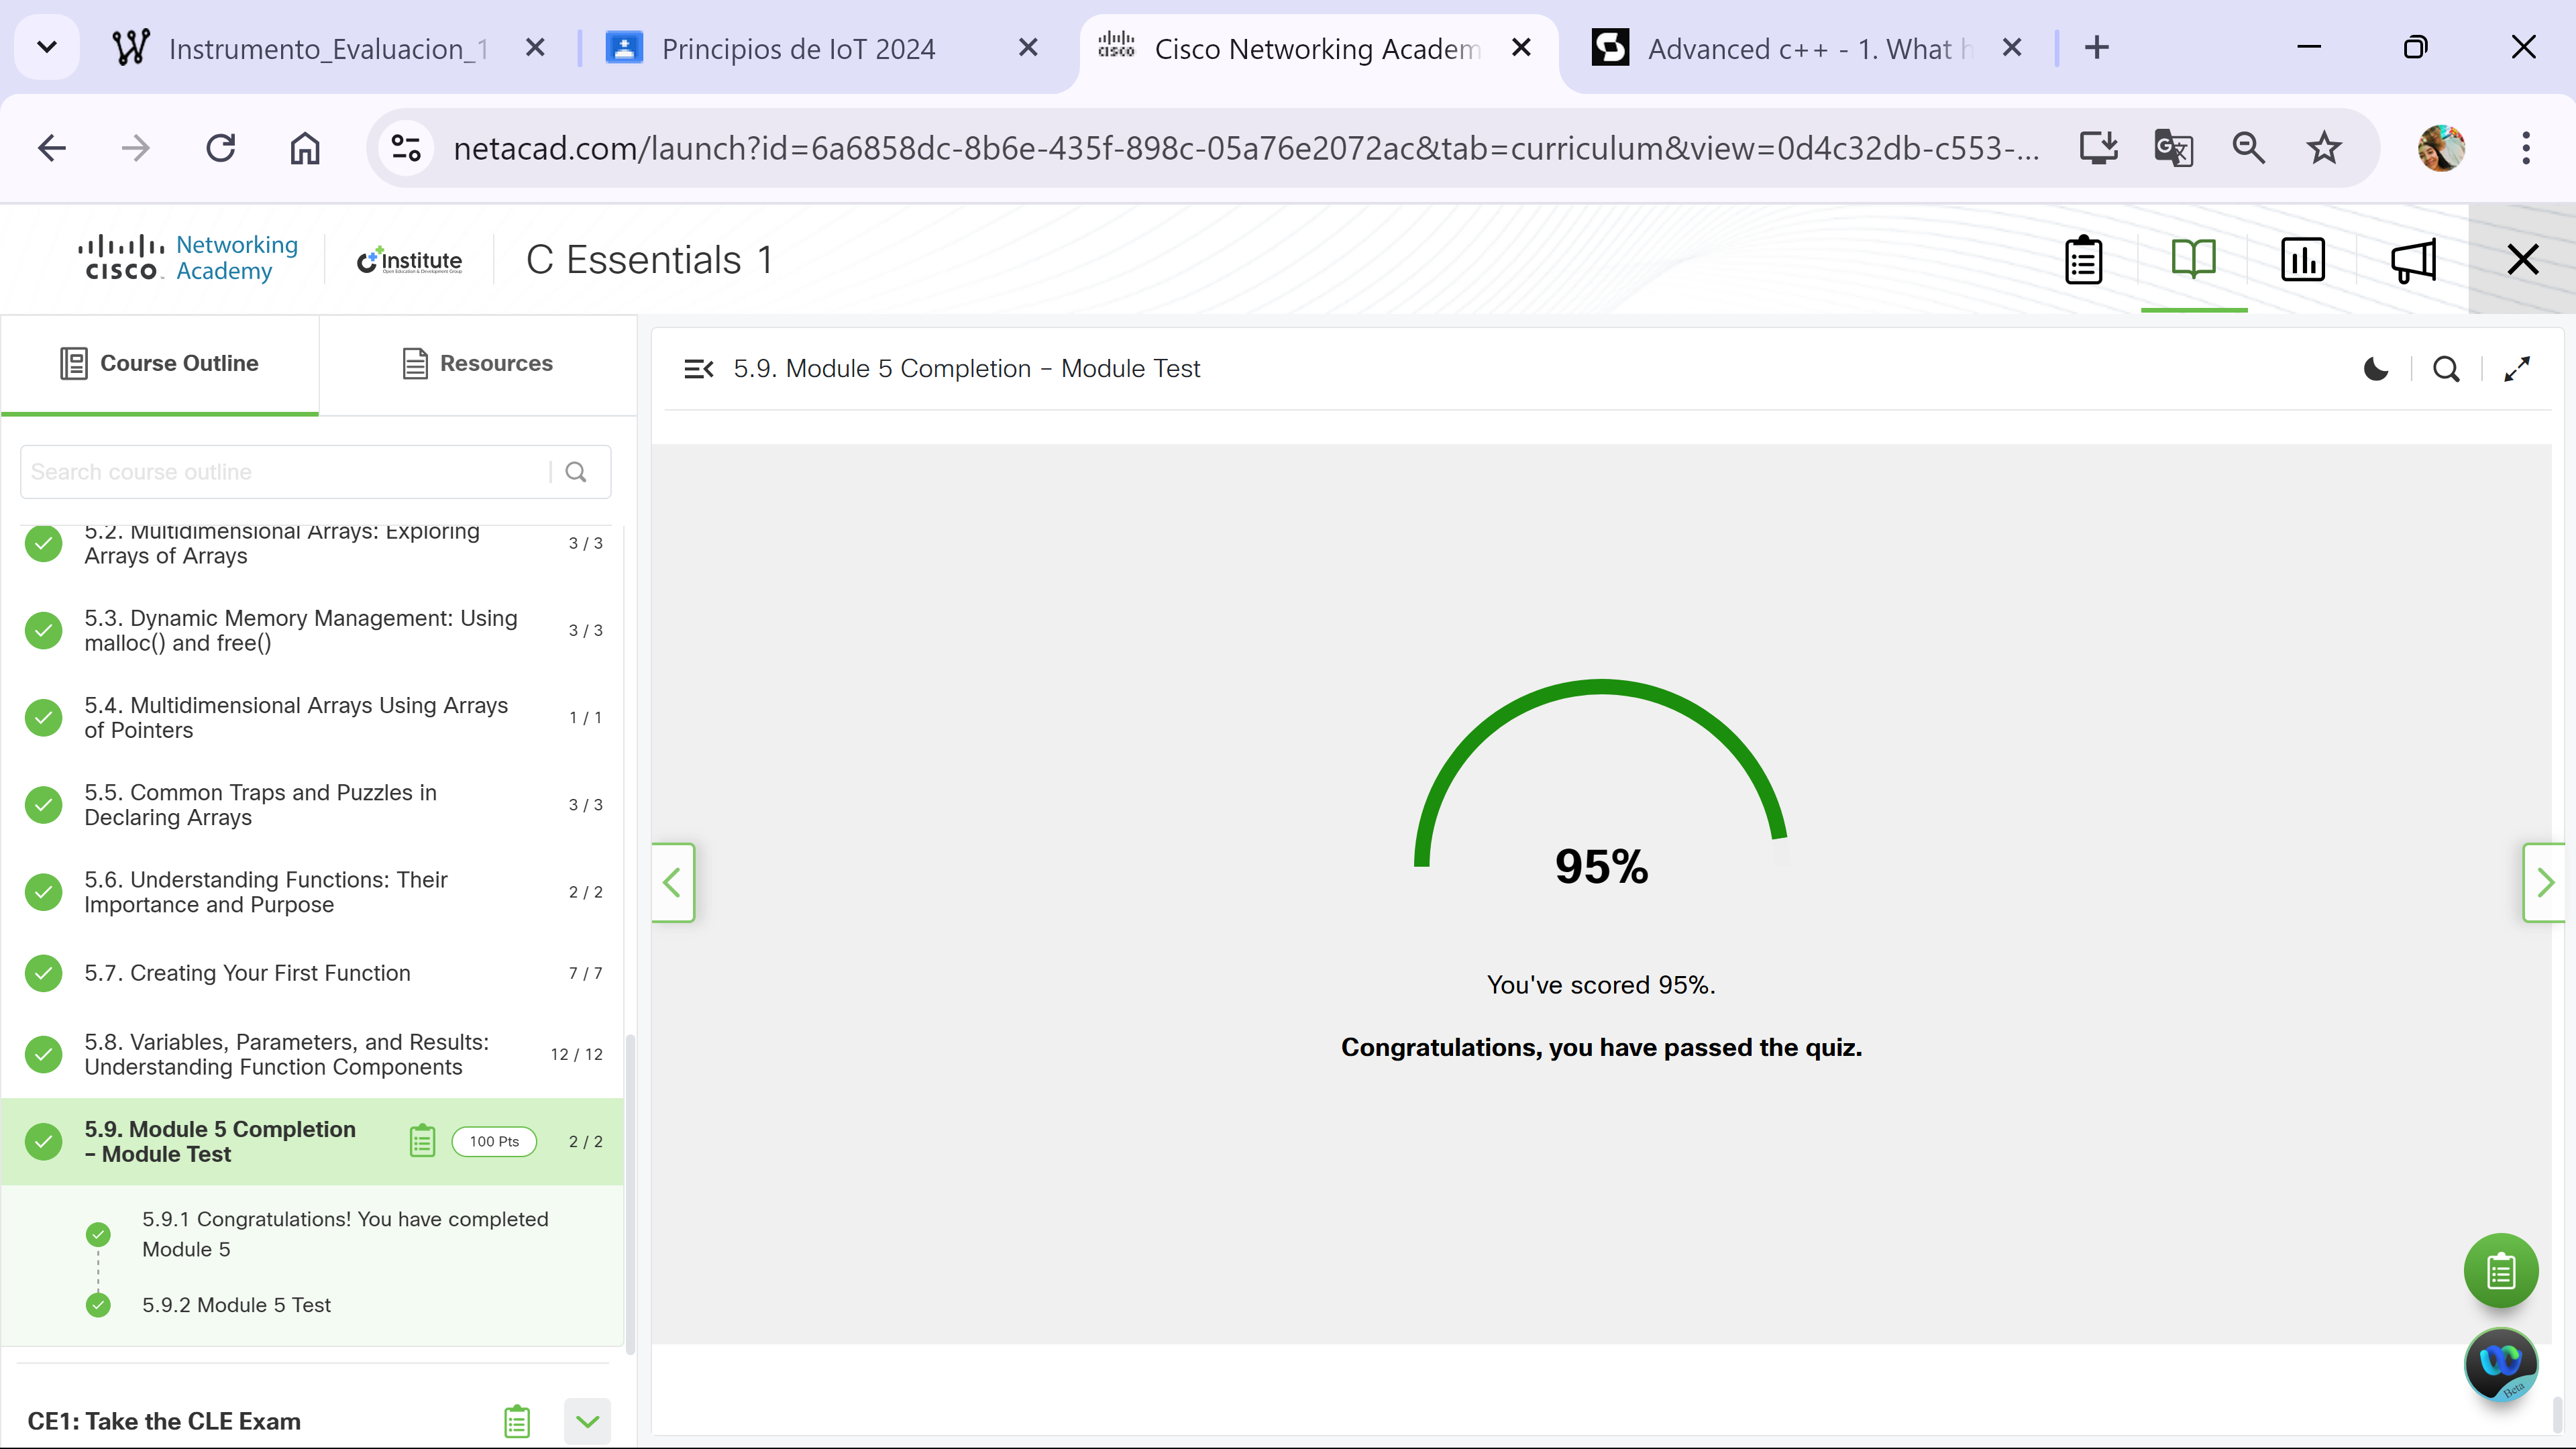 Instrumento_Evaluacion_1
Principios de IoT 2024
Cisco Networking Academ
Advanced c++ - 1. What h
netacad.com/launch?id=6a6858dc-8b6e-435f-898c-05a76e2072ac&tab=curriculum&view=0d4c32db-c553-...
CISCO Networking Academy
C++ Institute
Open Education & Development Group
C Essentials 1
Course Outline
Resources
Search course outline
5.2. Multidimensional Arrays: Exploring
Arrays of Arrays
3 / 3
5.3. Dynamic Memory Management: Using
malloc() and free()
3 / 3
5.4. Multidimensional Arrays Using Arrays
of Pointers
1 / 1
5.5. Common Traps and Puzzles in
Declaring Arrays
3 / 3
5.6. Understanding Functions: Their
Importance and Purpose
2 / 2
5.7. Creating Your First Function
7 / 7
5.8. Variables, Parameters, and Results:
Understanding Function Components
12 / 12
5.9. Module 5 Completion
– Module Test
100 Pts
2 / 2
5.9.1 Congratulations! You have completed
Module 5
5.9.2 Module 5 Test
CE1: Take the CLE Exam
5.9. Module 5 Completion – Module Test
95%
You've scored 95%.
Congratulations, you have passed the quiz.
Beta